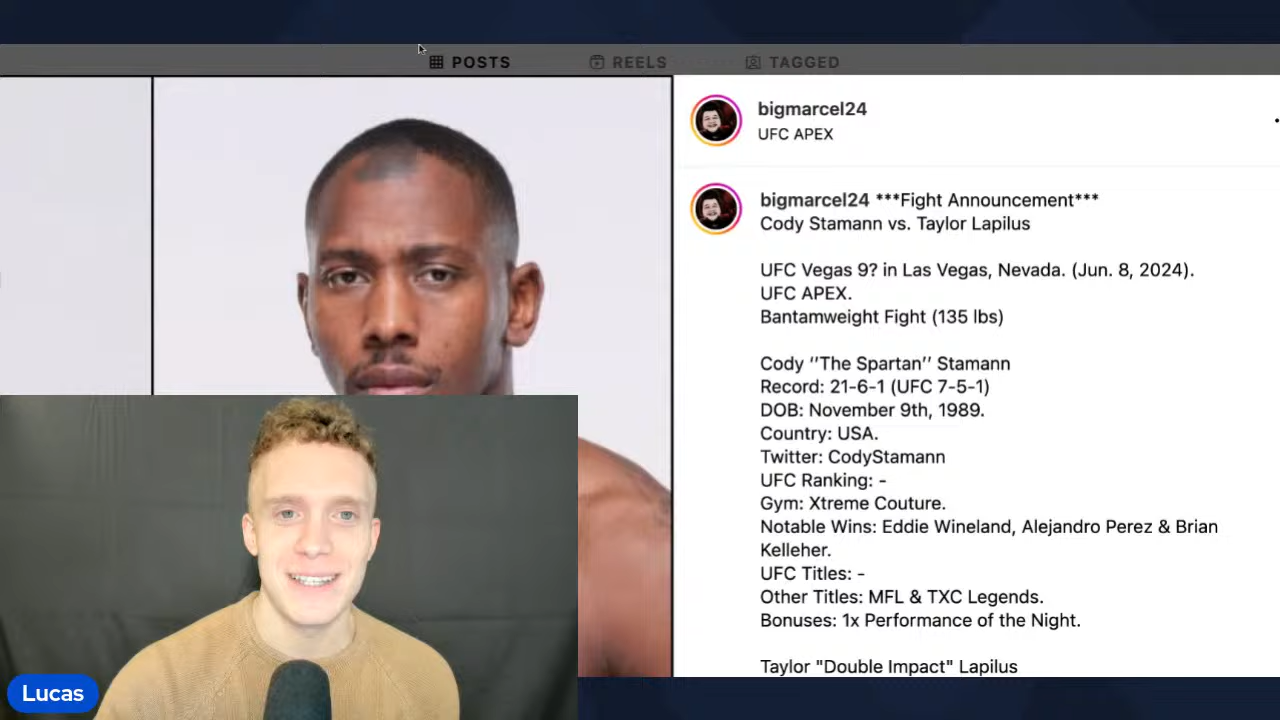 POSTS
REELS
TAGGED
bigmarcel24
UFC APEX
bigmarcel24 ***Fight Announcement***
Cody Stamann vs. Taylor Lapilus
UFC Vegas 9? in Las Vegas, Nevada. (Jun. 8, 2024).
UFC APEX.
Bantamweight Fight (135 lbs)
Cody ‘’The Spartan’’ Stamann
Record: 21-6-1 (UFC 7-5-1)
DOB: November 9th, 1989.
Country: USA.
Twitter: CodyStamann
UFC Ranking: -
Gym: Xtreme Couture.
Notable Wins: Eddie Wineland, Alejandro Perez & Brian
Kelleher.
UFC Titles: -
Other Titles: MFL & TXC Legends.
Bonuses: 1x Performance of the Night.
Taylor "Double Impact" Lapilus
Lucas